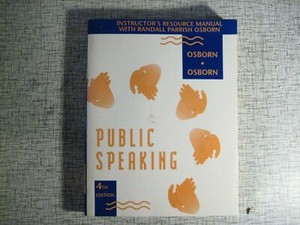 INSTRUCTOR'S RESOURCE MANUAL
WITH RANDALL PARRISH OSBORN
OSBORN
•
OSBORN
PUBLIC
SPEAKING
4TH
EDITION